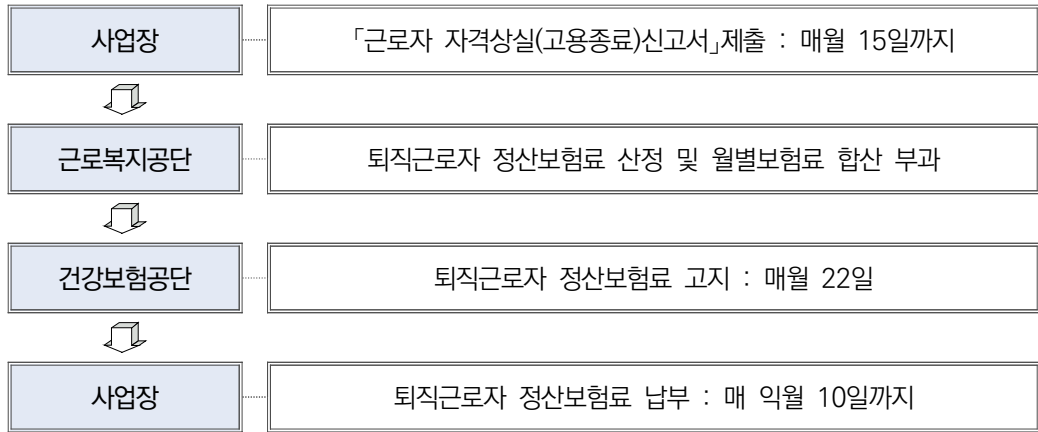 사업장
「근로자 자격상실(고용종료)신고서」제출 : 매월 15일까지
근로복지공단
퇴직근로자 정산보험료 산정 및 월별보험료 합산 부과
건강보험공단
퇴직근로자 정산보험료 고지 : 매월 22일
사업장
퇴직근로자 정산보험료 납부 : 매 익월 10일까지